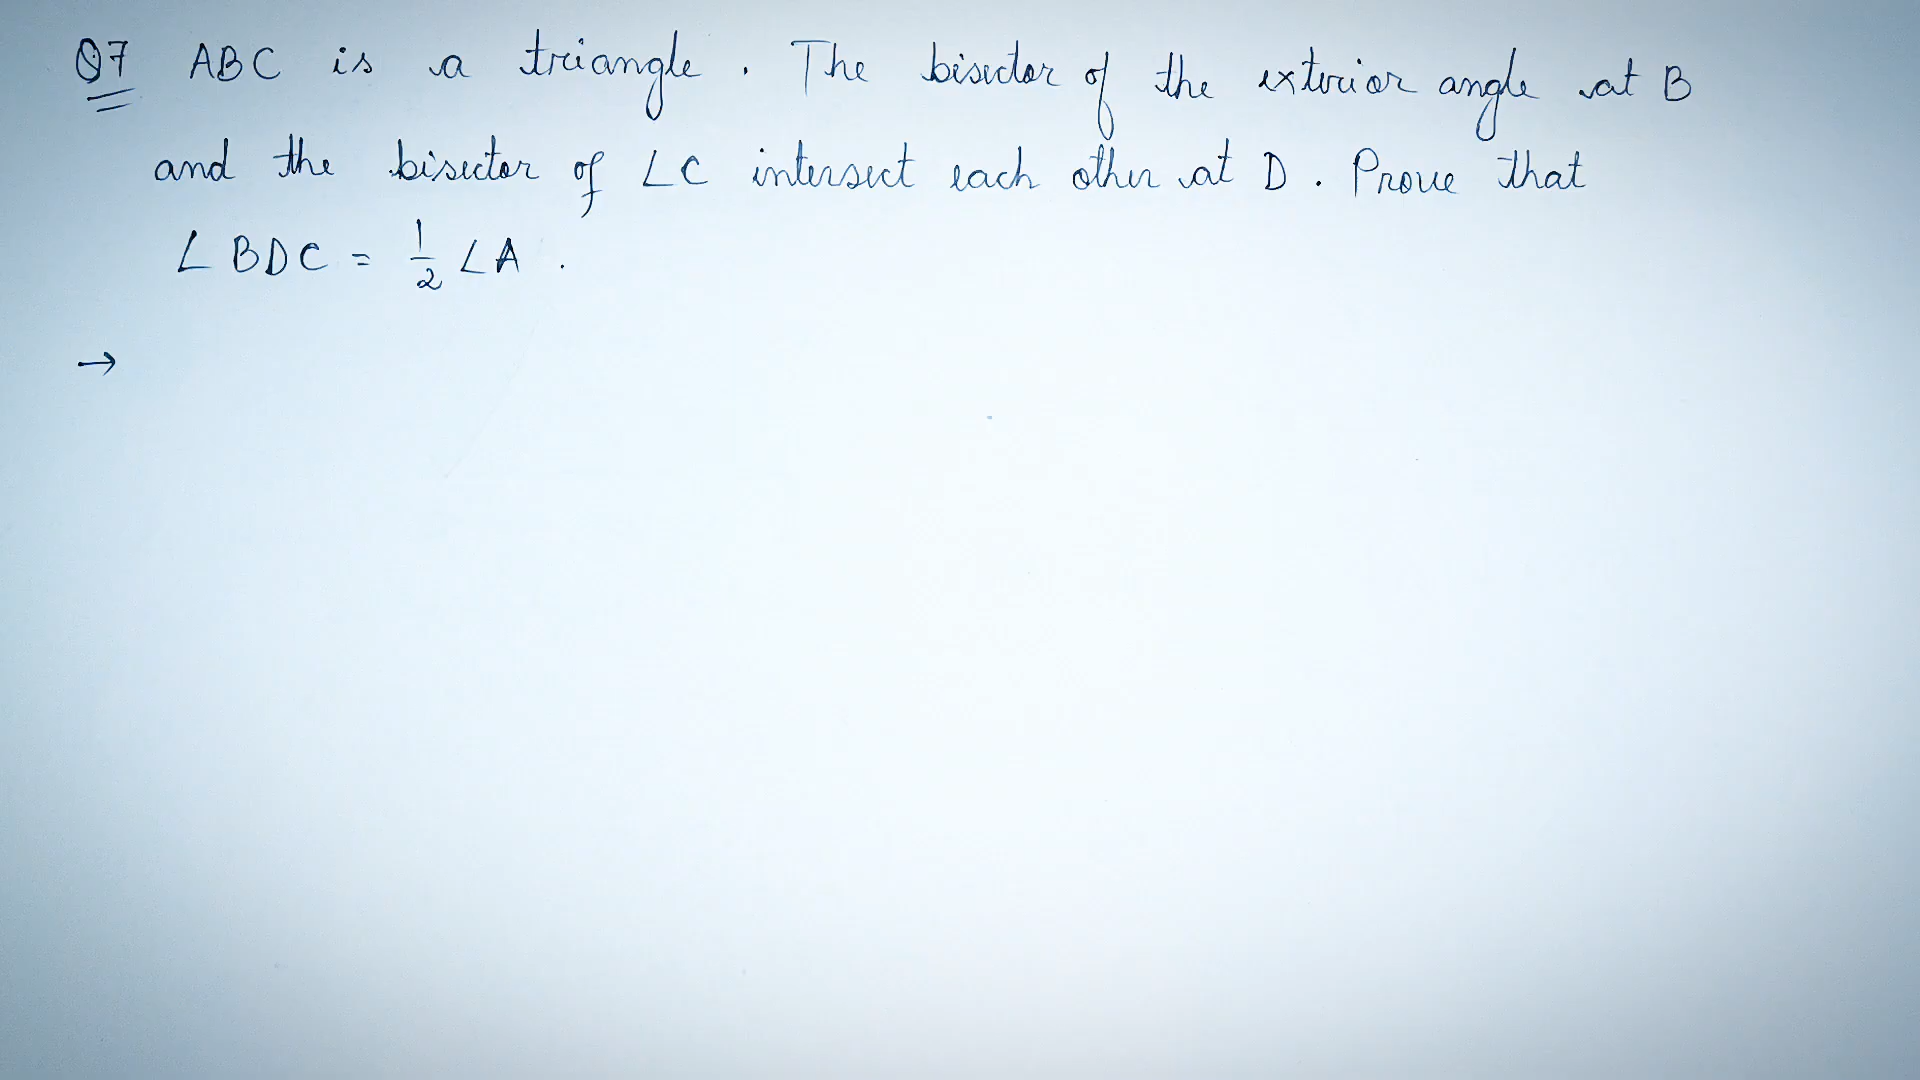 Q7 ABC is a triangle . The bisector of the exterior angle at B
and the bisector of ∠C intersect each other at D . Prove that
∠BDC = 1/2 ∠A .
→